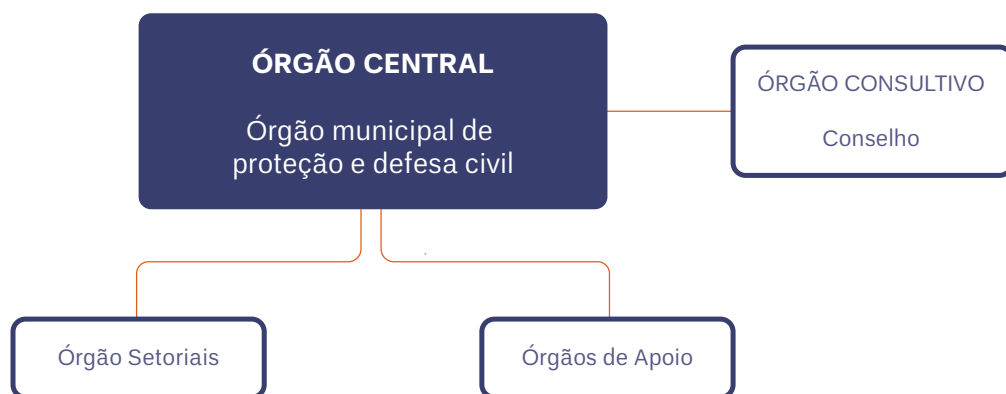 ÓRGÃO CENTRAL
Órgão municipal de
proteção e defesa civil
ÓRGÃO CONSULTIVO
Conselho
Órgão Setoriais
Órgãos de Apoio